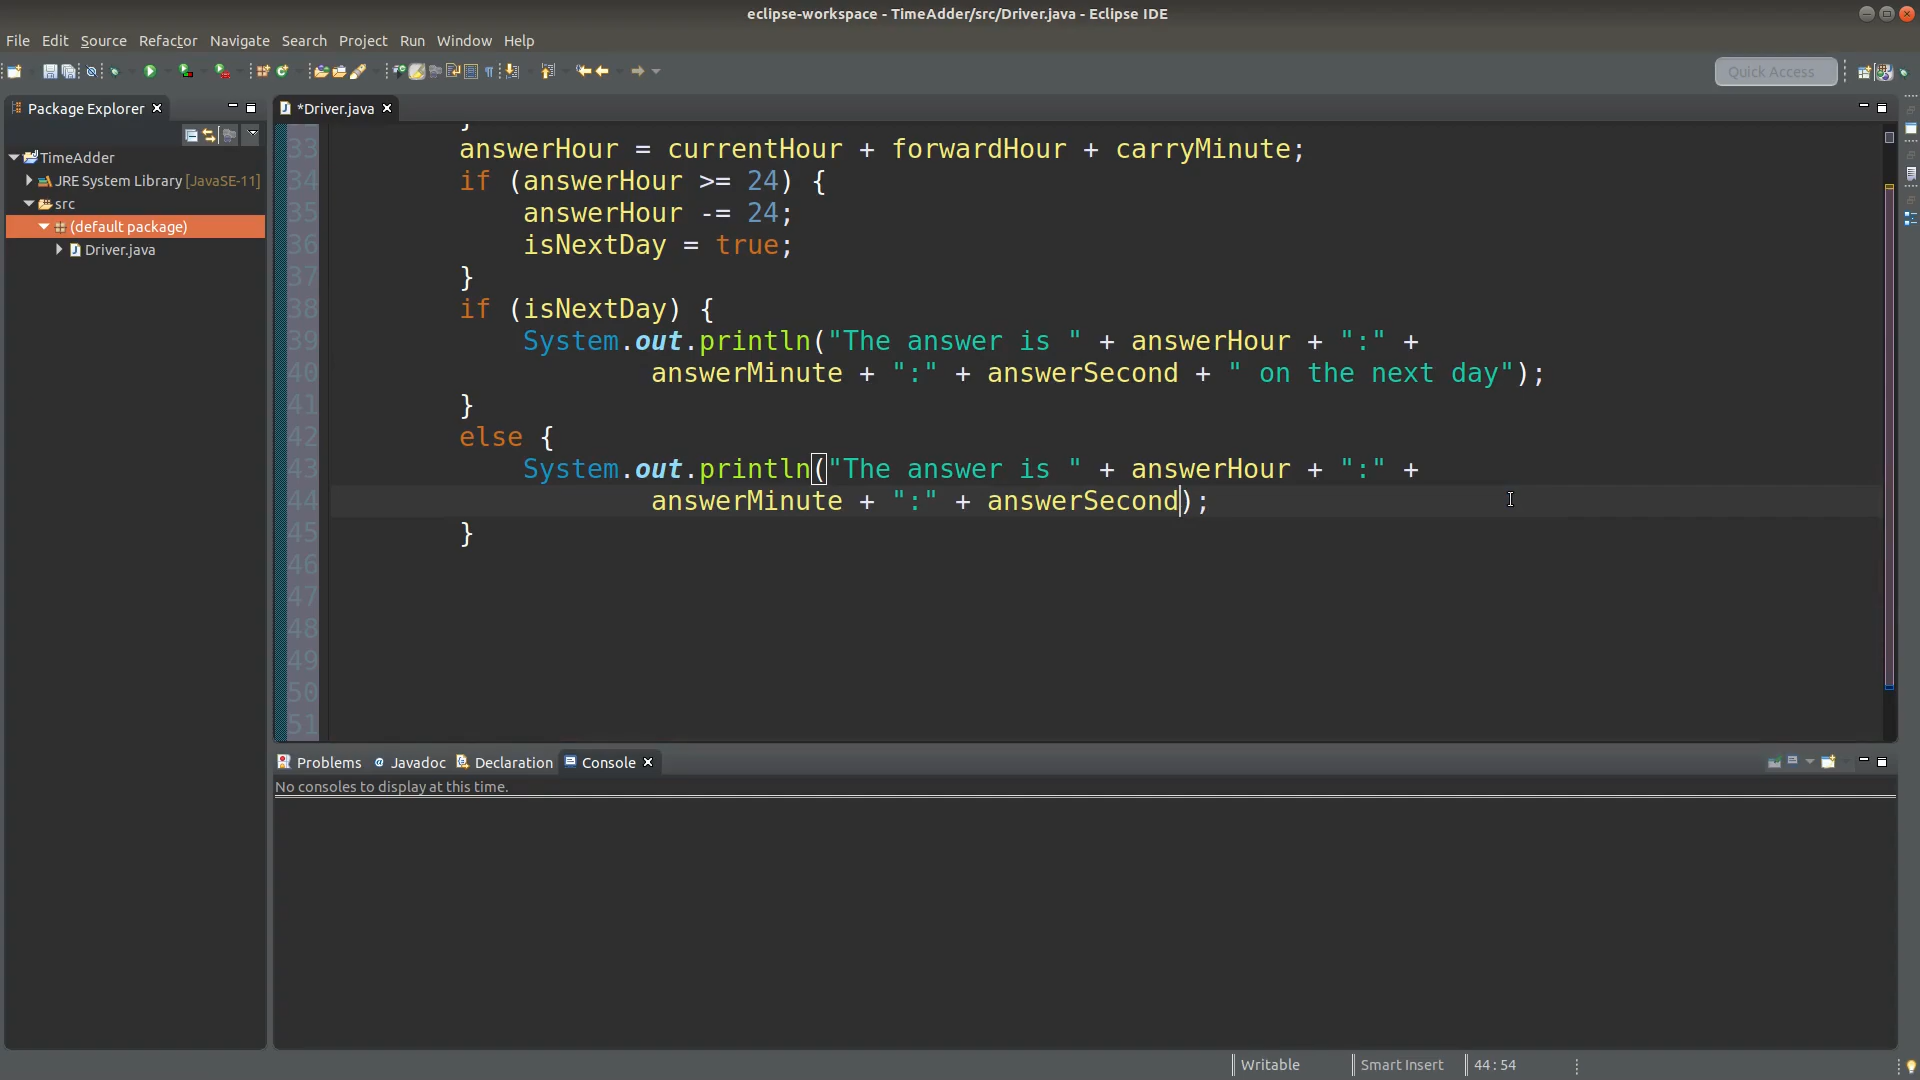 eclipse-workspace - TimeAdder/src/Driver.java - Eclipse IDE
File Edit Source Refactor Navigate Search Project Run Window Help
Quick Access
Package Explorer
*Driver.java
TimeAdder
JRE System Library [JavaSE-11]
src
(default package)
Driver.java
}
33 answerHour = currentHour + forwardHour + carryMinute;
34 if (answerHour >= 24) {
35 answerHour -= 24;
36 isNextDay = true;
37 }
38 if (isNextDay) {
39 System.out.println("The answer is " + answerHour + ":" +
40 answerMinute + ":" + answerSecond + " on the next day");
41 }
42 else {
43 System.out.println("The answer is " + answerHour + ":" +
44 answerMinute + ":" + answerSecond);
45 }
46
47
48
49
50
51
Problems Javadoc Declaration Console
No consoles to display at this time.
Writable Smart Insert 44:54